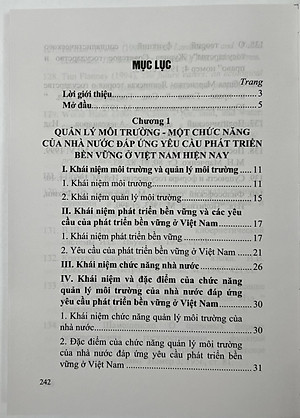 MỤC LỤC
Trang
Lời giới thiệu 3
Mở đầu 5
Chương 1
QUẢN LÝ MÔI TRƯỜNG - MỘT CHỨC NĂNG
CỦA NHÀ NƯỚC ĐÁP ỨNG YÊU CẦU PHÁT TRIỂN
BỀN VỮNG Ở VIỆT NAM HIỆN NAY
I. Khái niệm môi trường và quản lý môi trường ...... 11
1. Khái niệm môi trường. 11
2. Khái niệm quản lý môi trường 15
II. Khái niệm phát triển bền vững và các yêu
cầu của phát triển bền vững ở Việt Nam 17
1. Khái niệm phát triển bền vững 17
2. Yêu cầu của phát triển bền vững ở Việt Nam 21
III. Khái niệm chức năng nhà nước 26
IV. Khái niệm và đặc điểm của chức năng
quản lý môi trường của nhà nước đáp ứng
yêu cầu phát triển bền vững ở Việt Nam 30
1. Khái niệm chức năng quản lý môi trường của
nhà nước 30
2. Đặc điểm của chức năng quản lý môi trường của
nhà nước đáp ứng yêu cầu phát triển bền
vững ở Việt Nam 31
242